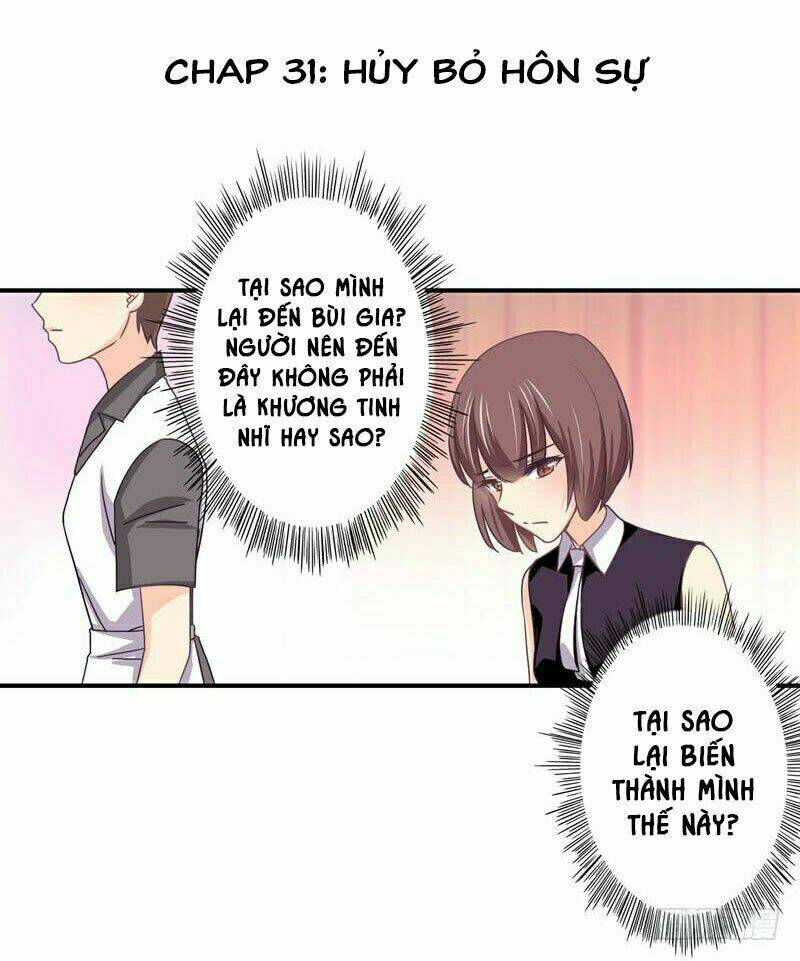 CHAP 31: HỦY BỎ HÔN SỰ
TẠI SAO MÌNH
LẠI ĐẾN BÙI GIA?
NGƯỜI NÊN ĐẾN
ĐÂY KHÔNG PHẢI
LÀ KHƯƠNG TINH
NHĨ HAY SAO?
TẠI SAO
LẠI BIẾN
THÀNH MÌNH
THẾ NÀY?